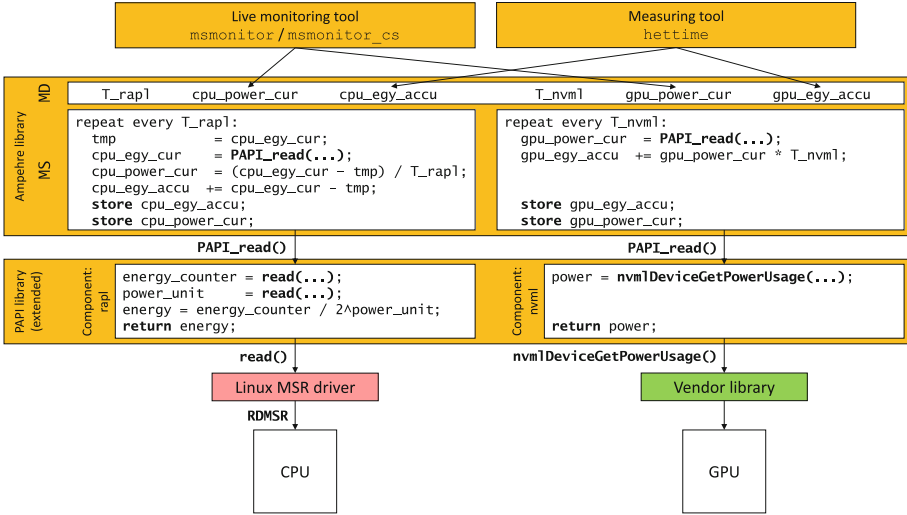 Live monitoring tool
msmonitor/msmonitor_cs
Measuring tool
hettime
Ampehre library
MD
T_rapl cpu_power_cur cpu_egy_accu T_nvml gpu_power_cur gpu_egy_accu
MS
repeat every T_rapl:
tmp = cpu_egy_cur;
cpu_egy_cur = PAPI_read(...);
cpu_power_cur = (cpu_egy_cur - tmp) / T_rapl;
cpu_egy_accu += cpu_egy_cur - tmp;
store cpu_egy_accu;
store cpu_power_cur;
repeat every T_nvml:
gpu_power_cur = PAPI_read(...);
gpu_egy_accu += gpu_power_cur * T_nvml;
store gpu_egy_accu;
store gpu_power_cur;
PAPI_read()
PAPI_read()
PAPI library
(extended)
Component:
rapl
energy_counter = read(...);
power_unit = read(...);
energy = energy_counter / 2^power_unit;
return energy;
Component:
nvml
power = nvmlDeviceGetPowerUsage(...);
return power;
read()
nvmlDeviceGetPowerUsage()
Linux MSR driver
Vendor library
RDMSR
CPU
GPU